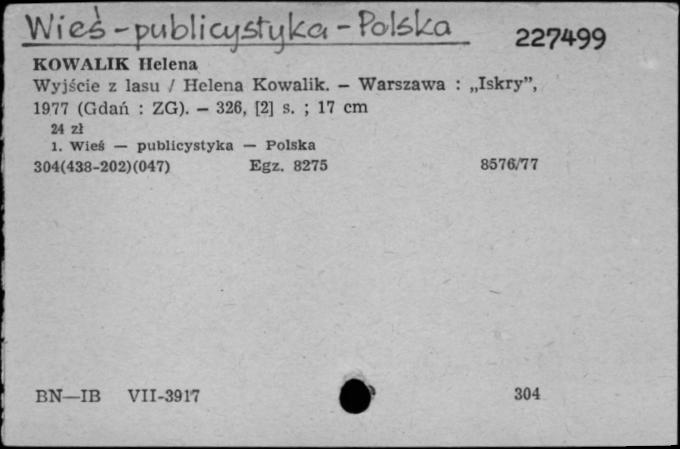 Wieś - publicystyka - Polska 227499
KOWALIK Helena
Wyjście z lasu / Helena Kowalik. — Warszawa : „Iskry”,
1977 (Gdań : ZG). — 326, [2] s. ; 17 cm
24 zł
1. Wieś — publicystyka — Polska
304(438-202)(047) Egz. 8275 8576/77
BN—IB VII-3917 304